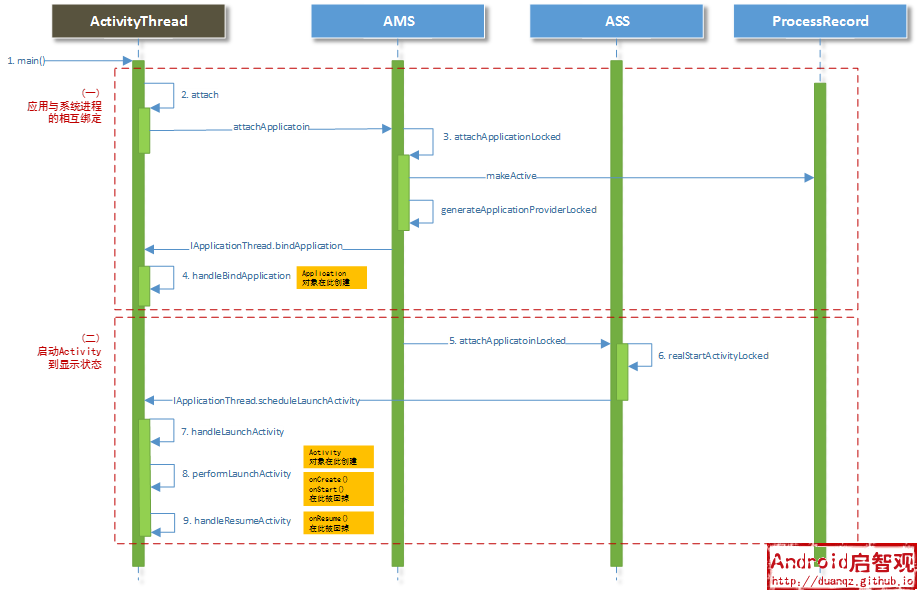 ActivityThread
AMS
ASS
ProcessRecord
1. main()
(一)
应用与系统进程
的相互绑定
2. attach
attachApplicatoin
3. attachApplicationLocked
makeActive
generateApplicationProviderLocked
IApplicationThread.bindApplication
4. handleBindApplication
Application
对象在此创建
(二)
启动Activity
到显示状态
5. attachApplicatoinLocked
6. realStartActivityLocked
IApplicationThread.scheduleLaunchActivity
7. handleLaunchActivity
Activity
对象在此创建
8. performLaunchActivity
onCreate()
onStart()
在此被回掉
9. handleResumeActivity
onResume()
在此被回掉
Android启智观
http://duanqz.github.io